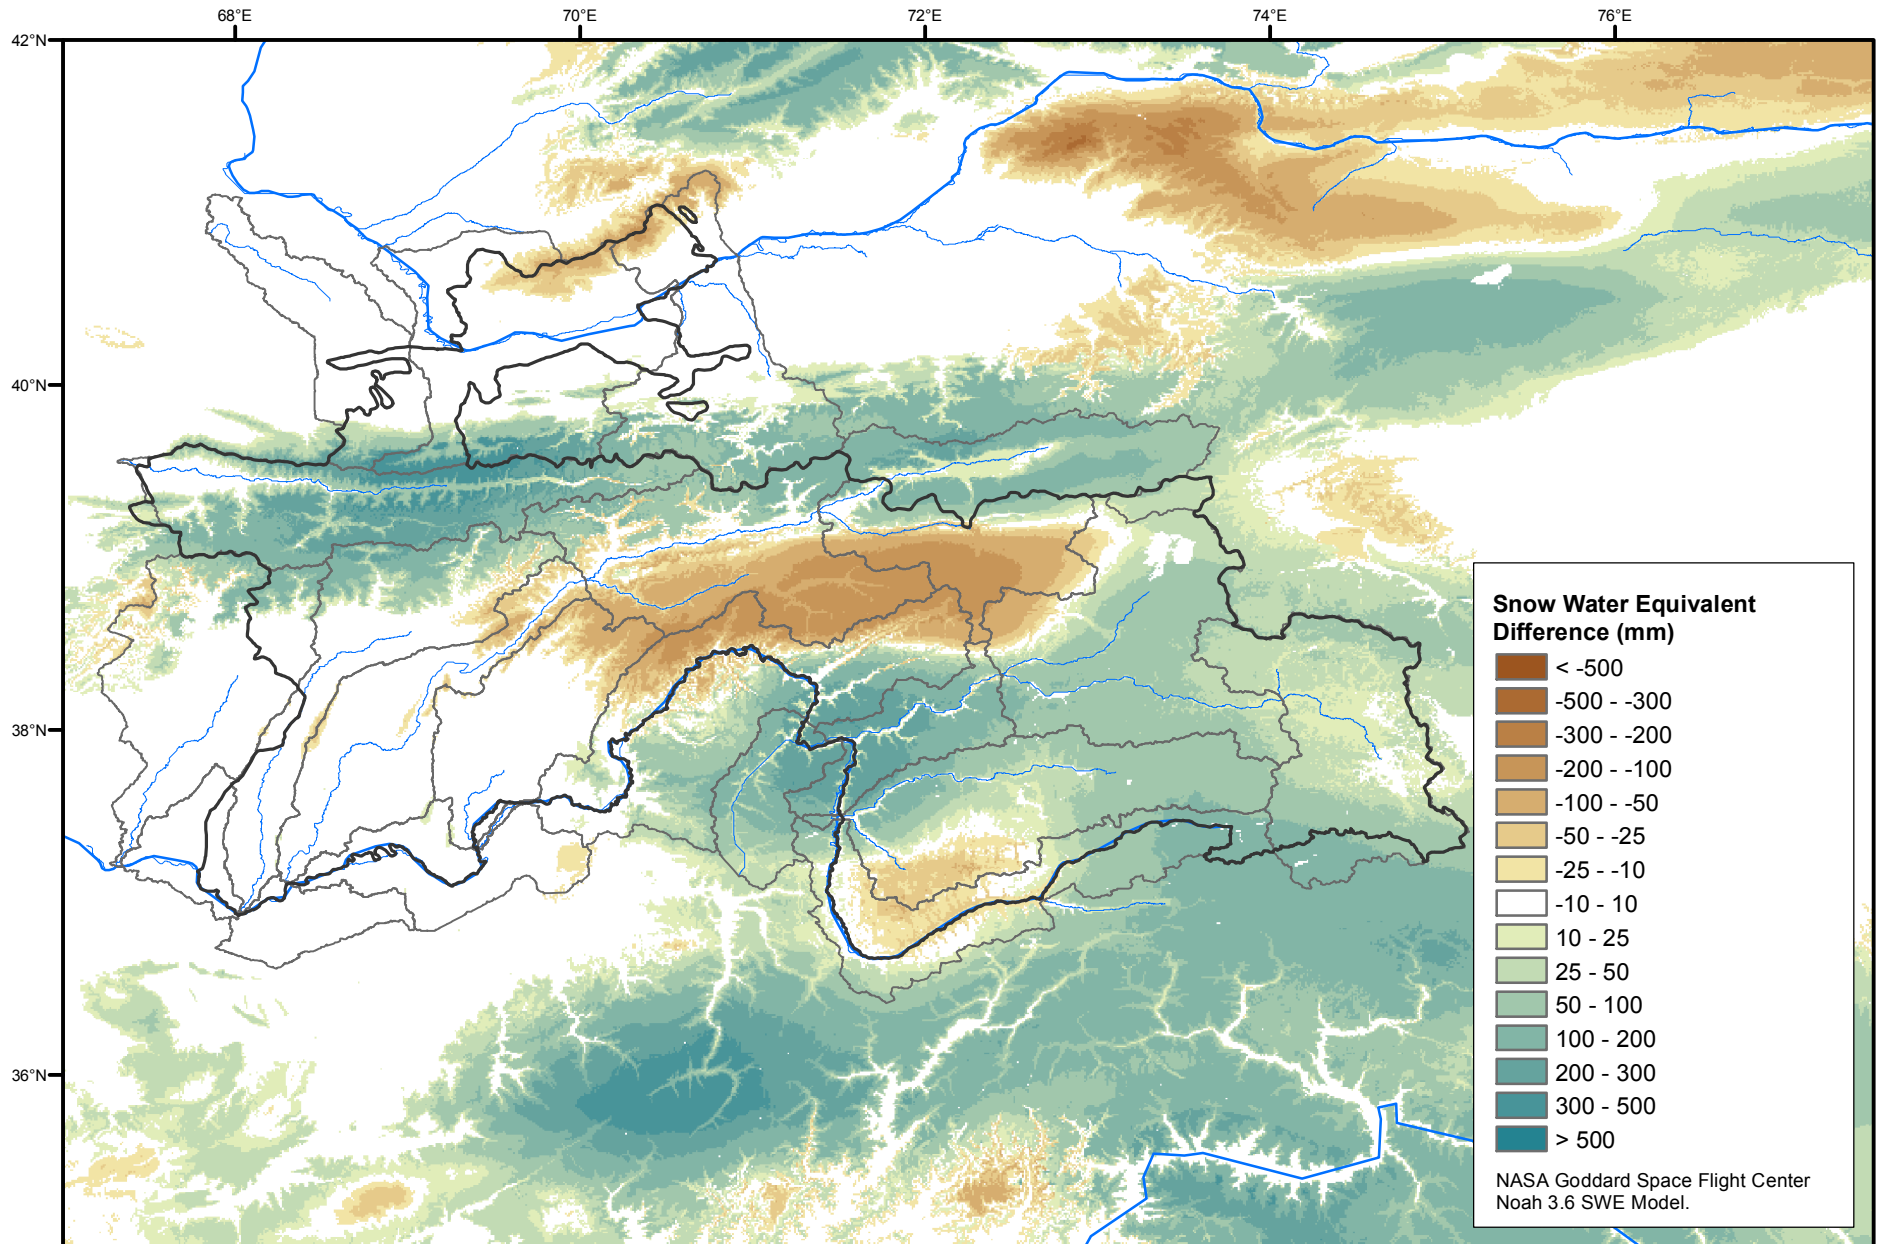 68°E
70°E
72°E
74°E
76°E
42°N
40°N
38°N
36°N
Snow Water Equivalent
Difference (mm)
< -500
-500 - -300
-300 - -200
-200 - -100
-100 - -50
-50 - -25
-25 - -10
-10 - 10
10 - 25
25 - 50
50 - 100
100 - 200
200 - 300
300 - 500
> 500
NASA Goddard Space Flight Center
Noah 3.6 SWE Model.